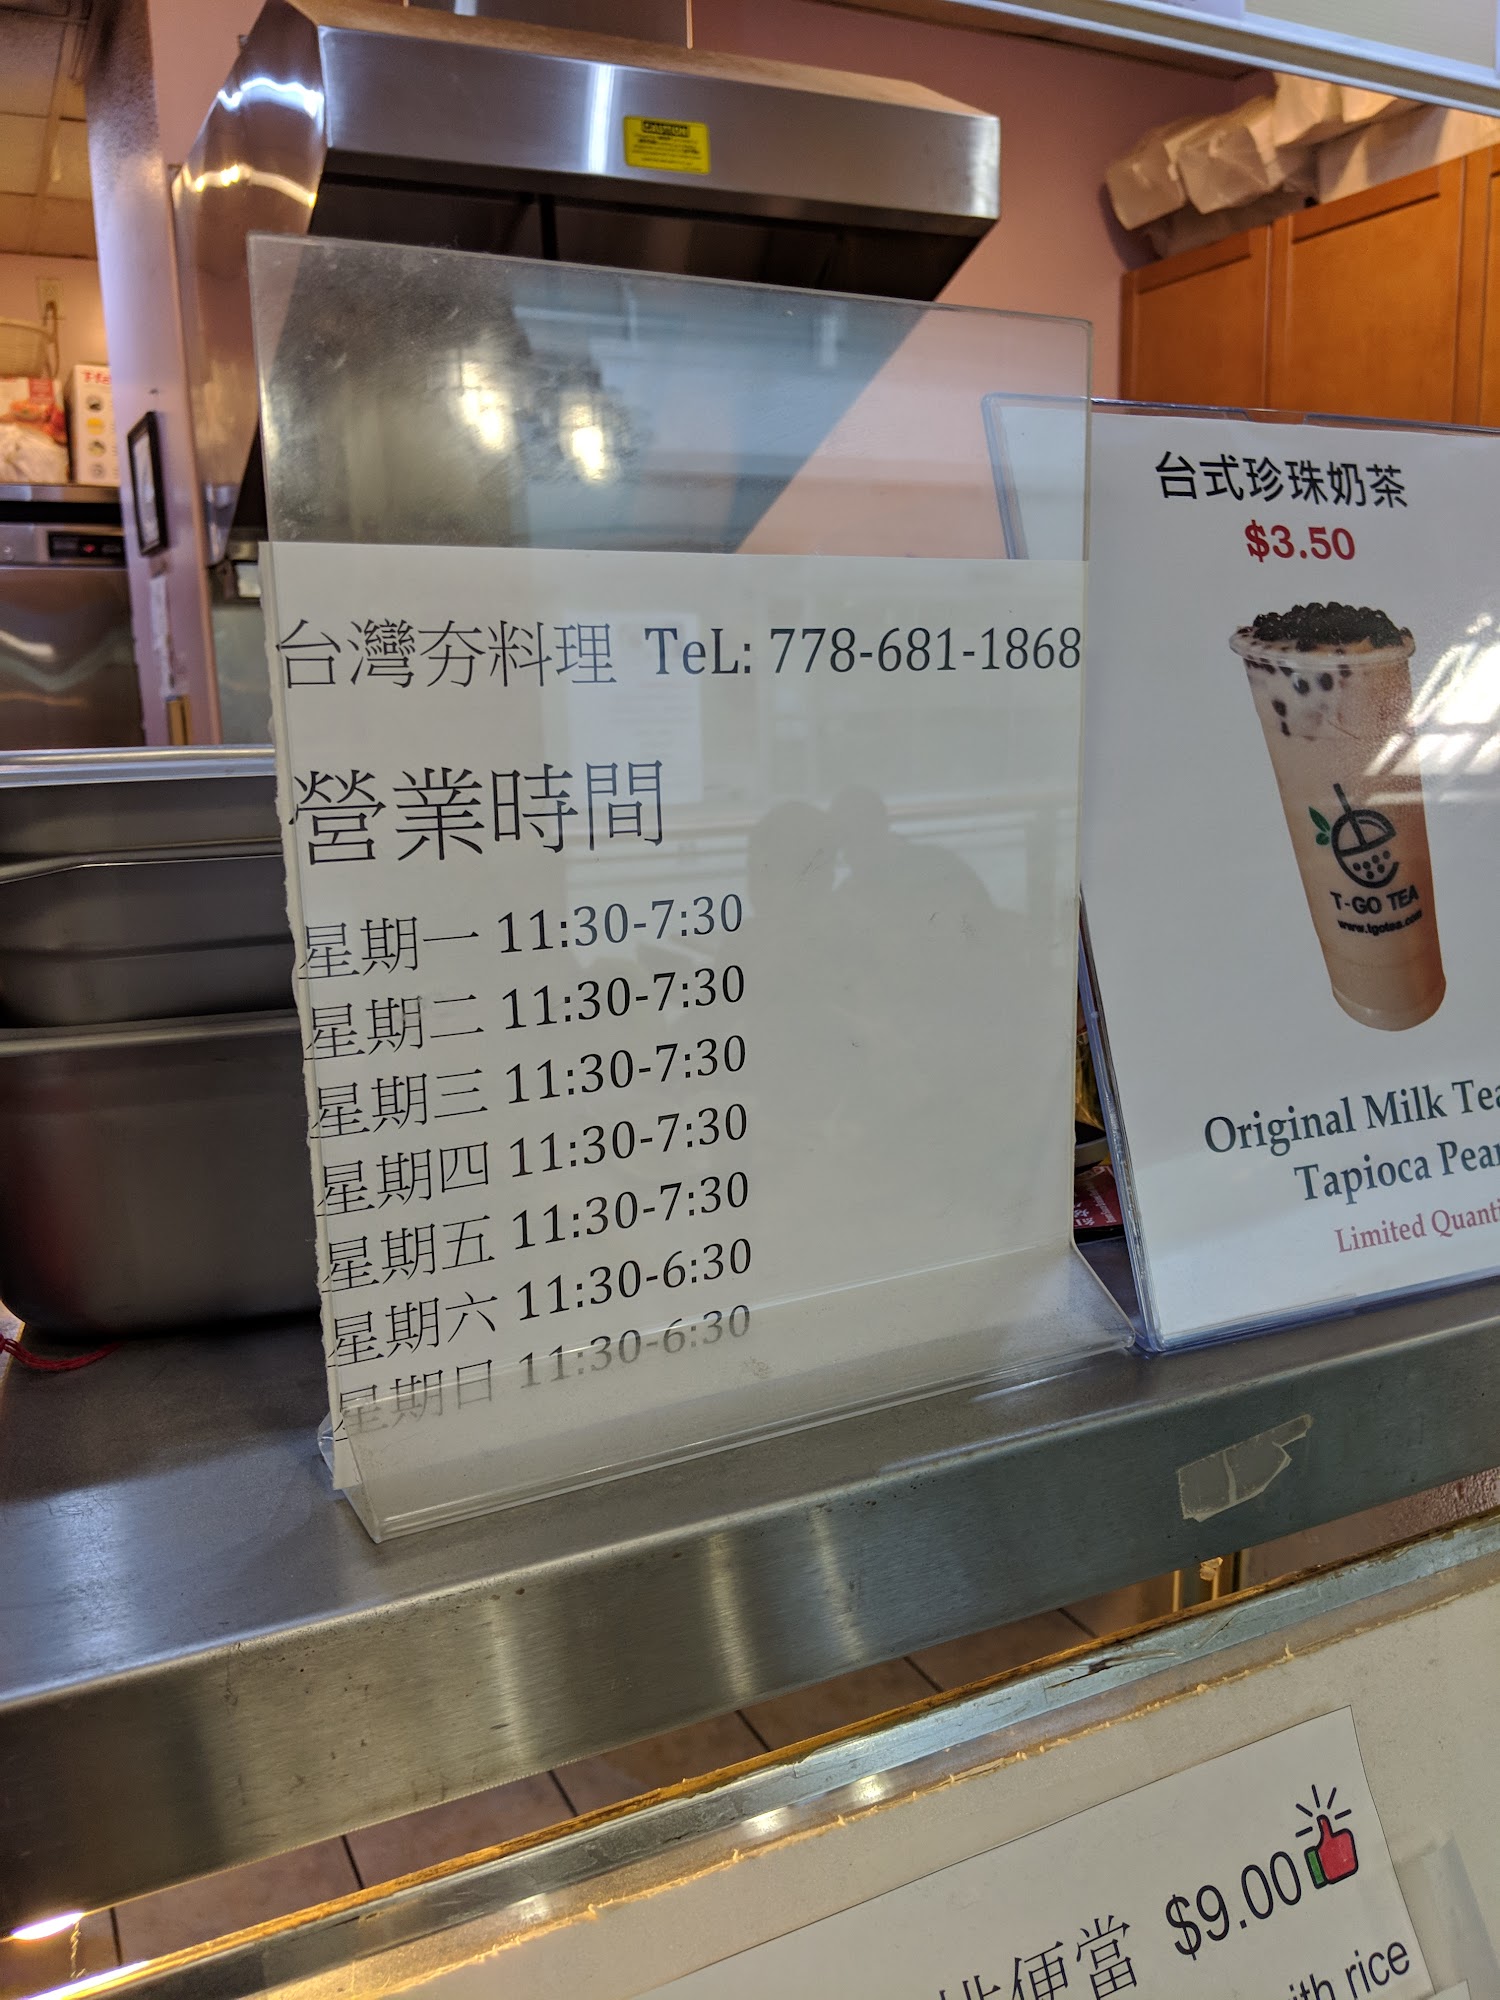 台灣夯料理 TeL: 778-681-1868
營業時間
星期一 11:30-7:30
星期二 11:30-7:30
星期三 11:30-7:30
星期四 11:30-7:30
星期五 11:30-7:30
星期六 11:30-6:30
星期日 11:30-6:30
台式珍珠奶茶
$3.50
T-GO TEA
www.tgotea.com
Original Milk
Tapioca
Limited
便當 $9.00
rice